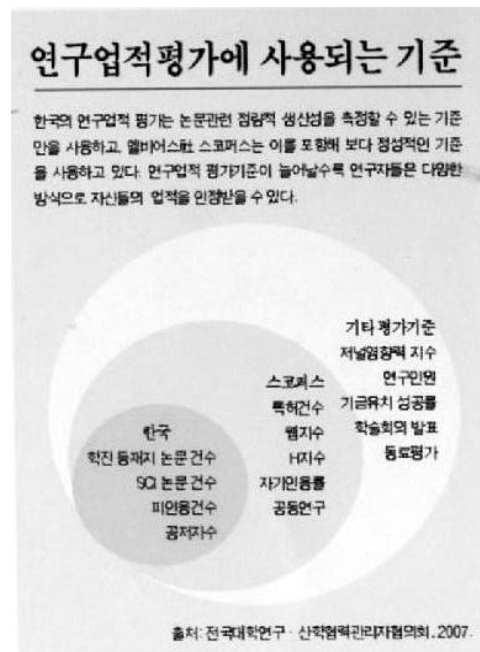 연구업적평가에 사용되는 기준
한국의 연구업적 평가는 논문관련 정량적 생산성을 측정할 수 있는 기준
만을 사용하고, 엘비어스社 스코퍼스는 이를 포함해 보다 정성적인 기준
을 사용하고 있다. 연구업적 평가기준이 늘어날수록 연구자들은 다양한
방식으로 자신들의 업적을 인정받을 수 있다.
한국
학진 등재지 논문 건수
SCI 논문 건수
피인용건수
공저자수
스코퍼스
특허건수
웹지수
H지수
자기인용률
공동연구
기타 평가기준
저널영향력 지수
연구인원
기금유치 성공률
학술회의 발표
동료평가
출처: 전국대학연구·산학협력관리자협의회, 2007.